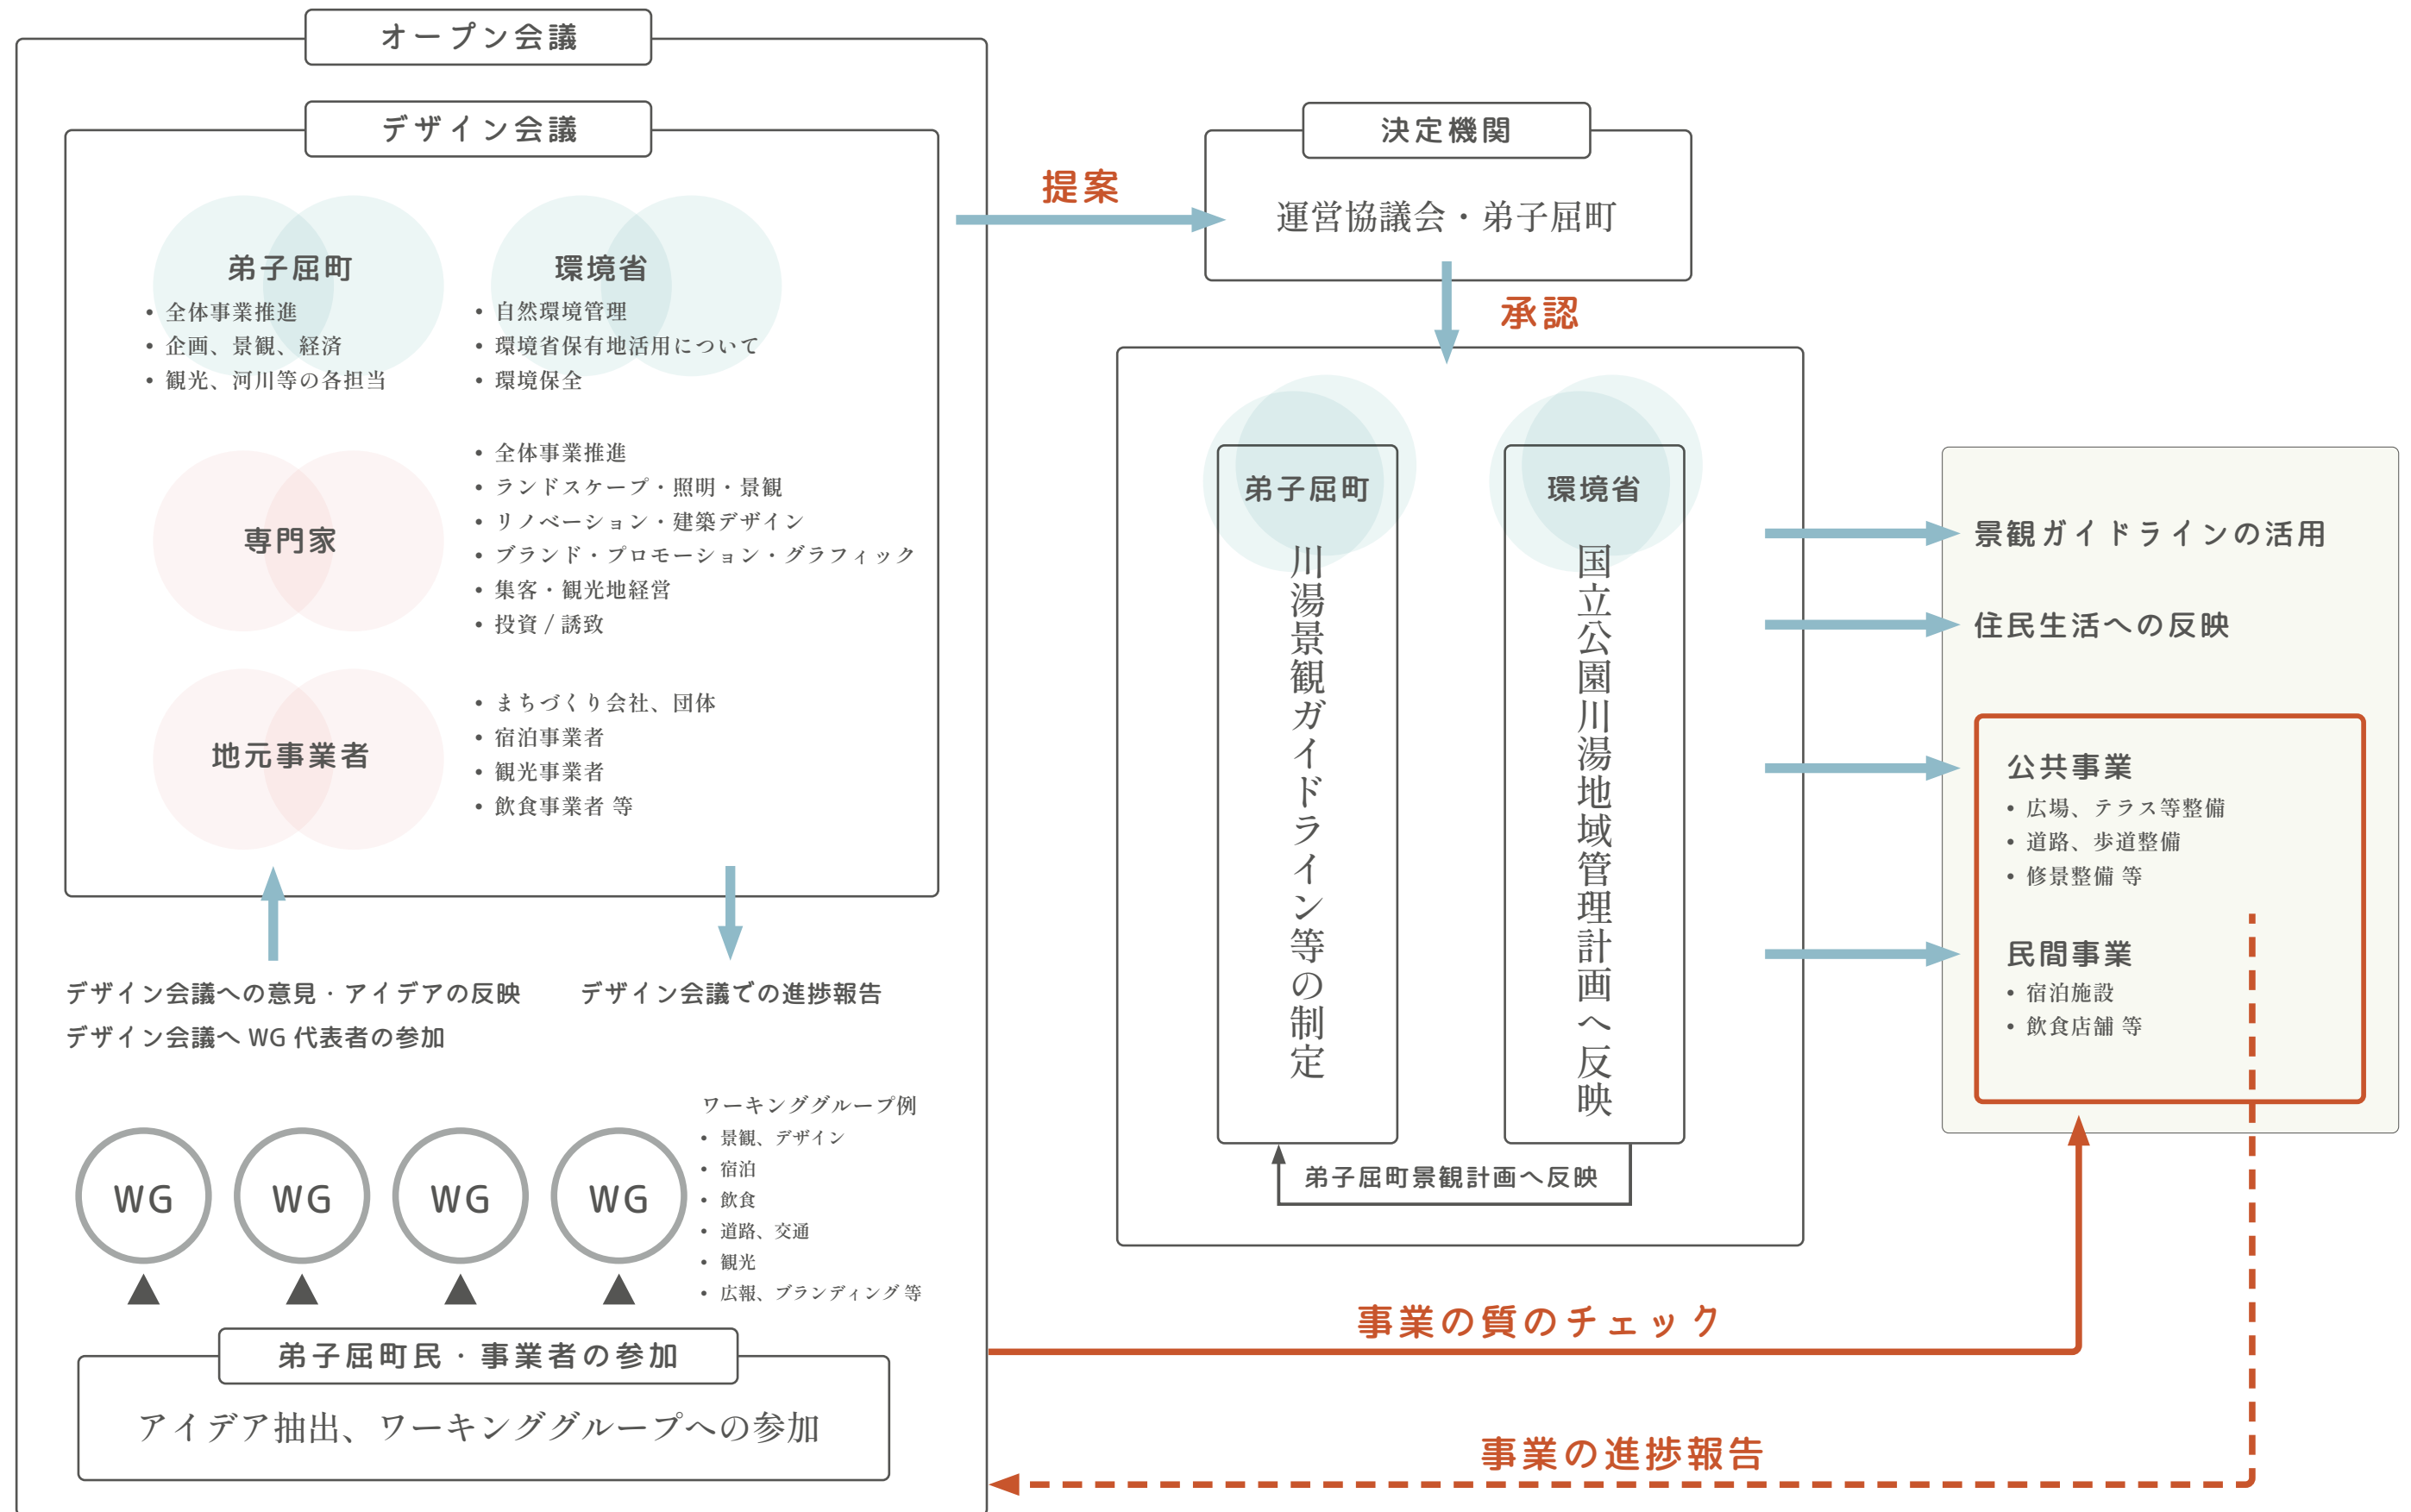 オープン会議
デザイン会議
弟子屈町
• 全体事業推進
• 企画、景観、経済
• 観光、河川等の各担当
環境省
• 自然環境管理
• 環境省保有地活用について
• 環境保全
専門家
• 全体事業推進
• ランドスケープ・照明・景観
• リノベーション・建築デザイン
• ブランド・プロモーション・グラフィック
• 集客・観光地経営
• 投資 / 誘致
地元事業者
• まちづくり会社、団体
• 宿泊事業者
• 観光事業者
• 飲食事業者 等
デザイン会議への意見・アイデアの反映
デザイン会議へ WG 代表者の参加
デザイン会議での進捗報告
WG
WG
WG
WG
ワーキンググループ例
• 景観、デザイン
• 宿泊
• 飲食
• 道路、交通
• 観光
• 広報、ブランディング 等
弟子屈町民・事業者の参加
アイデア抽出、ワーキンググループへの参加
提案
決定機関
運営協議会・弟子屈町
承認
弟子屈町
川湯景観ガイドライン等の制定
環境省
国立公園川湯地域管理計画へ反映
弟子屈町景観計画へ反映
景観ガイドラインの活用
住民生活への反映
公共事業
• 広場、テラス等整備
• 道路、歩道整備
• 修景整備 等
民間事業
• 宿泊施設
• 飲食店舗 等
事業の質のチェック
事業の進捗報告